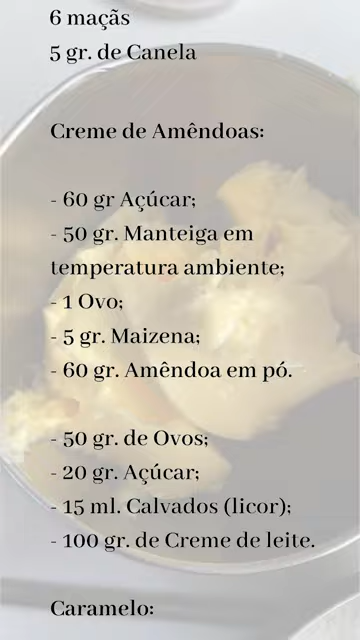 6 maçãs
5 gr. de Canela
Creme de Amêndoas:
- 60 gr Açúcar;
- 50 gr. Manteiga em
temperatura ambiente;
- 1 Ovo;
- 5 gr. Maizena;
- 60 gr. Amêndoa em pó.
- 50 gr. de Ovos;
- 20 gr. Açúcar;
- 15 ml. Calvados (licor);
- 100 gr. de Creme de leite.
Caramelo: